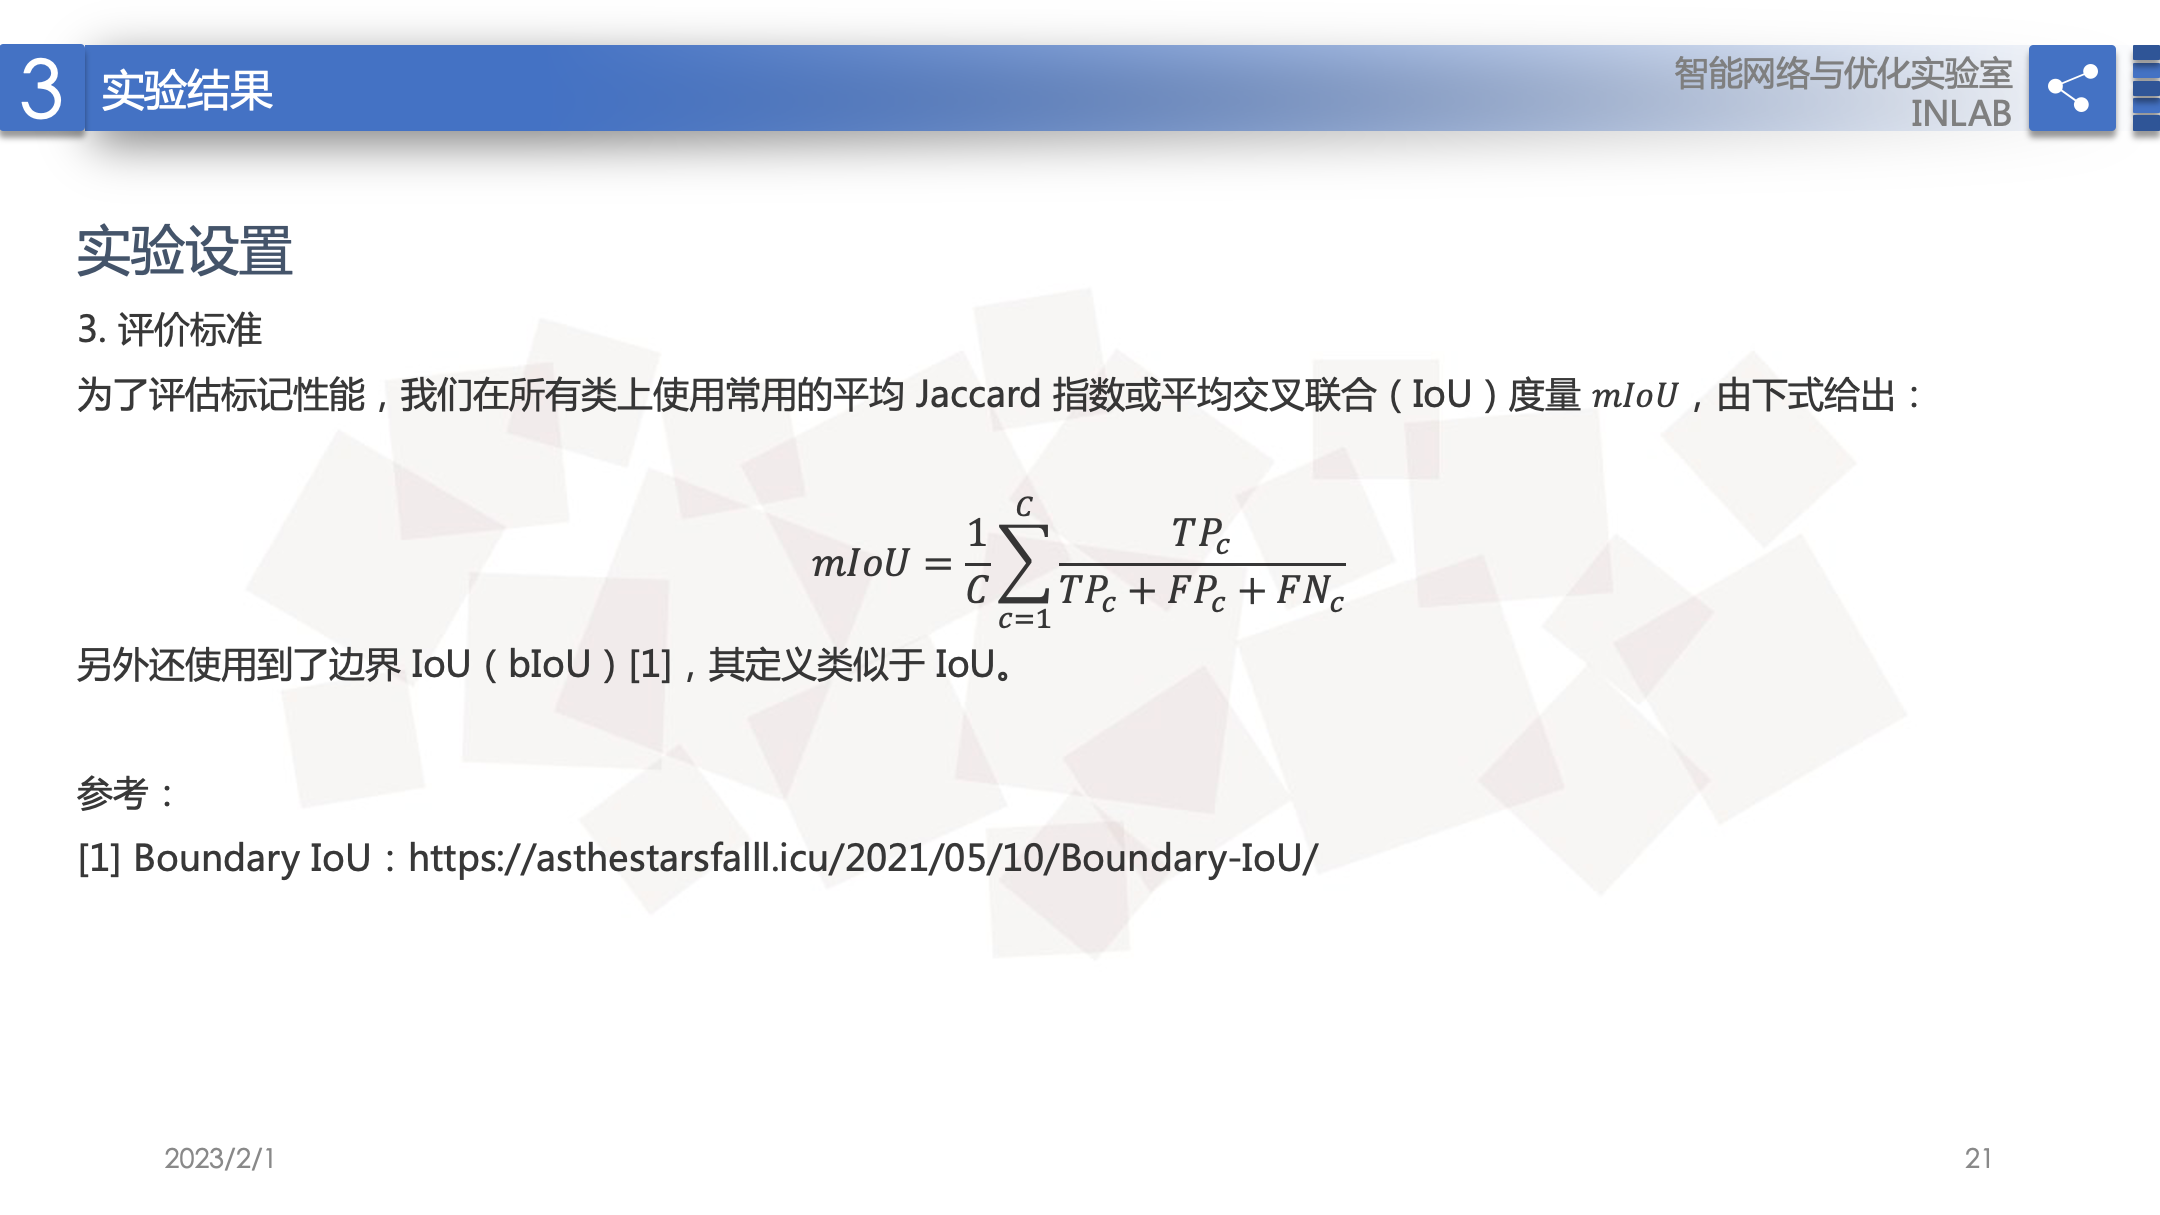 3 实验结果
智能网络与优化实验室
INLAB
实验设置
3. 评价标准
为了评估标记性能，我们在所有类上使用常用的平均 Jaccard 指数或平均交叉联合（IoU）度量 mIoU，由下式给出：
mIoU = \frac{1}{C} \sum_{c=1}^{C} \frac{TP_c}{TP_c + FP_c + FN_c}
另外还使用到了边界 IoU（bIoU）[1]，其定义类似于 IoU。
参考：
[1] Boundary IoU：https://asthestarsfalll.icu/2021/05/10/Boundary-IoU/
2023/2/1
21